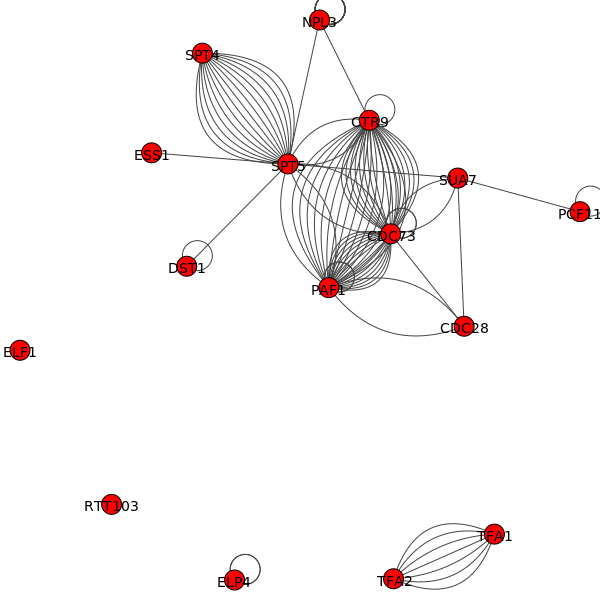 NPL3
SPT4
CTR9
ESS1
SPT5
SUA7
PCF11
CDC73
DST1
PAF1
CDC28
ELF1
RTT103
TFA1
TFA2
ELP4